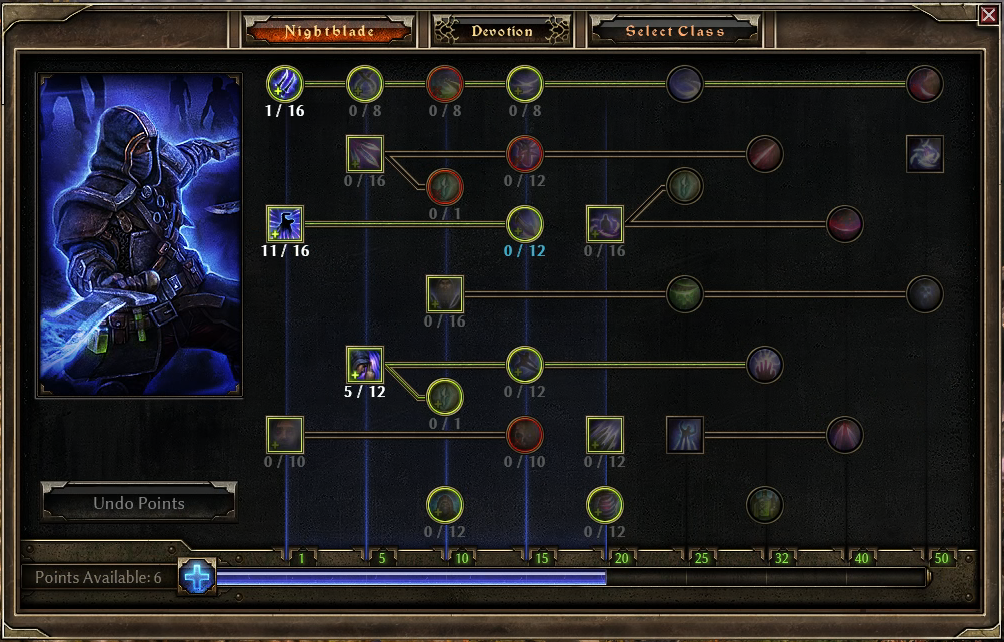 Nightblade Devotion Select Class
1 / 16 0 / 8 0 / 8 0 / 8
0 / 16 0 / 12
0 / 1
11 / 16 0 / 12 0 / 16
0 / 16
5 / 12 0 / 12
0 / 1
0 / 10 0 / 10 0 / 12
Undo Points
0 / 12 0 / 12
1 5 10 15 20 25 32 40 50
Points Available: 6